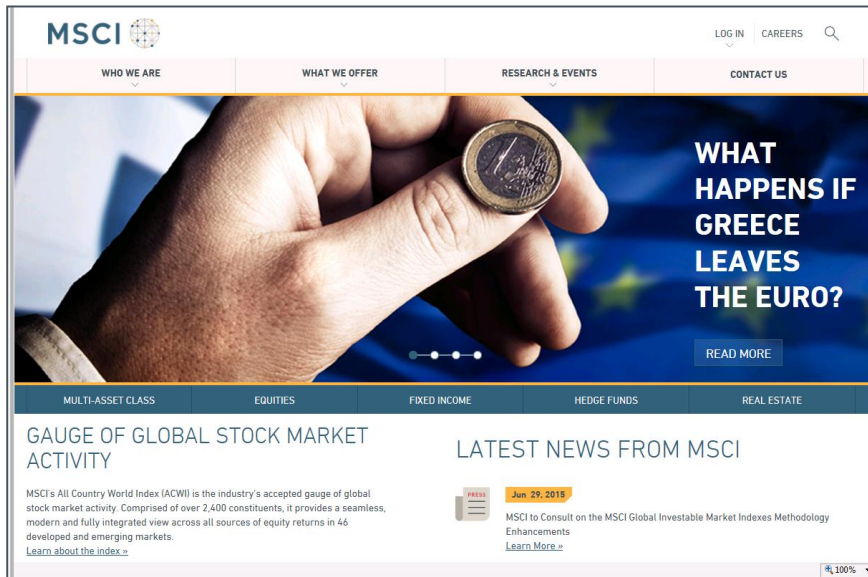 MSCI
LOG IN
CAREERS
WHO WE ARE
WHAT WE OFFER
RESEARCH & EVENTS
CONTACT US
WHAT
HAPPENS IF
GREECE
LEAVES
THE EURO?
READ MORE
MULTI-ASSET CLASS
EQUITIES
FIXED INCOME
HEDGE FUNDS
REAL ESTATE
GAUGE OF GLOBAL STOCK MARKET
ACTIVITY
MSCI's All Country World Index (ACWI) is the industry's accepted gauge of global
stock market activity. Comprised of over 2,400 constituents, it provides a seamless,
modern and fully integrated view across all sources of equity returns in 46
developed and emerging markets.
Learn about the index »
LATEST NEWS FROM MSCI
PRESS
Jun 29, 2015
MSCI to Consult on the MSCI Global Investable Market Indexes Methodology
Enhancements
Learn More »
100%